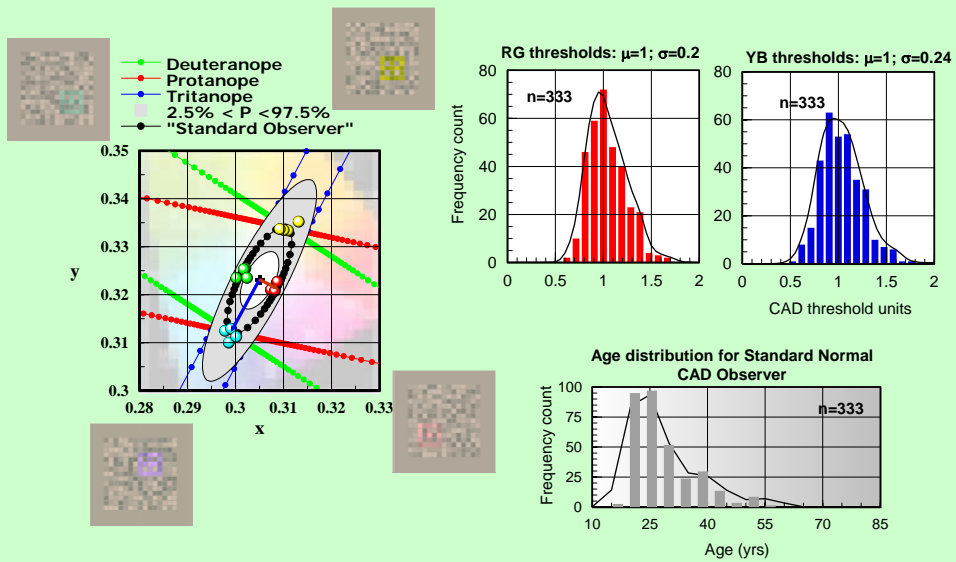 Deuteranope
Protanope
Tritanope
2.5% < P <97.5%
"Standard Observer"
0.35
0.34
0.33
y
0.32
0.31
0.3
0.28 0.29 0.3 0.31 0.32 0.33
x
RG thresholds: μ=1; σ=0.2
80
n=333
60
Frequency count
40
20
0
0 0.5 1 1.5 2
YB thresholds: μ=1; σ=0.24
80
n=333
60
40
20
0
0 0.5 1 1.5 2
CAD threshold units
Age distribution for Standard Normal
CAD Observer
100
n=333
75
Frequency count
50
25
0
10 25 40 55 70 85
Age (yrs)